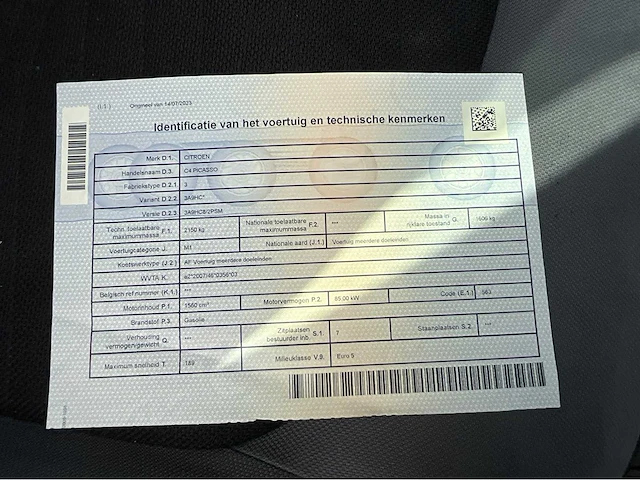 (I.1) Origineel van 14/07/2023
Identificatie van het voertuig en technische kenmerken
Merk D.1. CITROEN
Handelsnaam D.3. C4 PICASSO
Fabriekstype D.2.1 3
Variant D.2.2 3A9HC*
Versie D.2.3 3A9HC8/2PSM
Techn. toelaatbare maximummassa F.1. 2150 kg Nationale toelaatbare maximummassa F.2. *** Massa in rijklare toestand G. kg
Voertuigcategorie J. M1 Nationale aard (J.1.) Voertuig meerdere doeleinden
Koetswerktype (J.2.) AF Voertuig meerdere doeleinden
WVTA K. e2*2007/46*0356*03
Belgisch ref.nummer (K.1.) ***
Motorinhoud P.1. 1560 cm³ Motorvermogen P.2. 85.00 kW Code (E.1.) 563
Brandstof P.3. Gasolie
Verhouding vermogen/gewicht Q. *** Zitplaatsen bestuurder inb. S.1. 7 Staanplaatsen S.2. ***
Maximum snelheid T. 189 Milieuklasse V.9. Euro 5